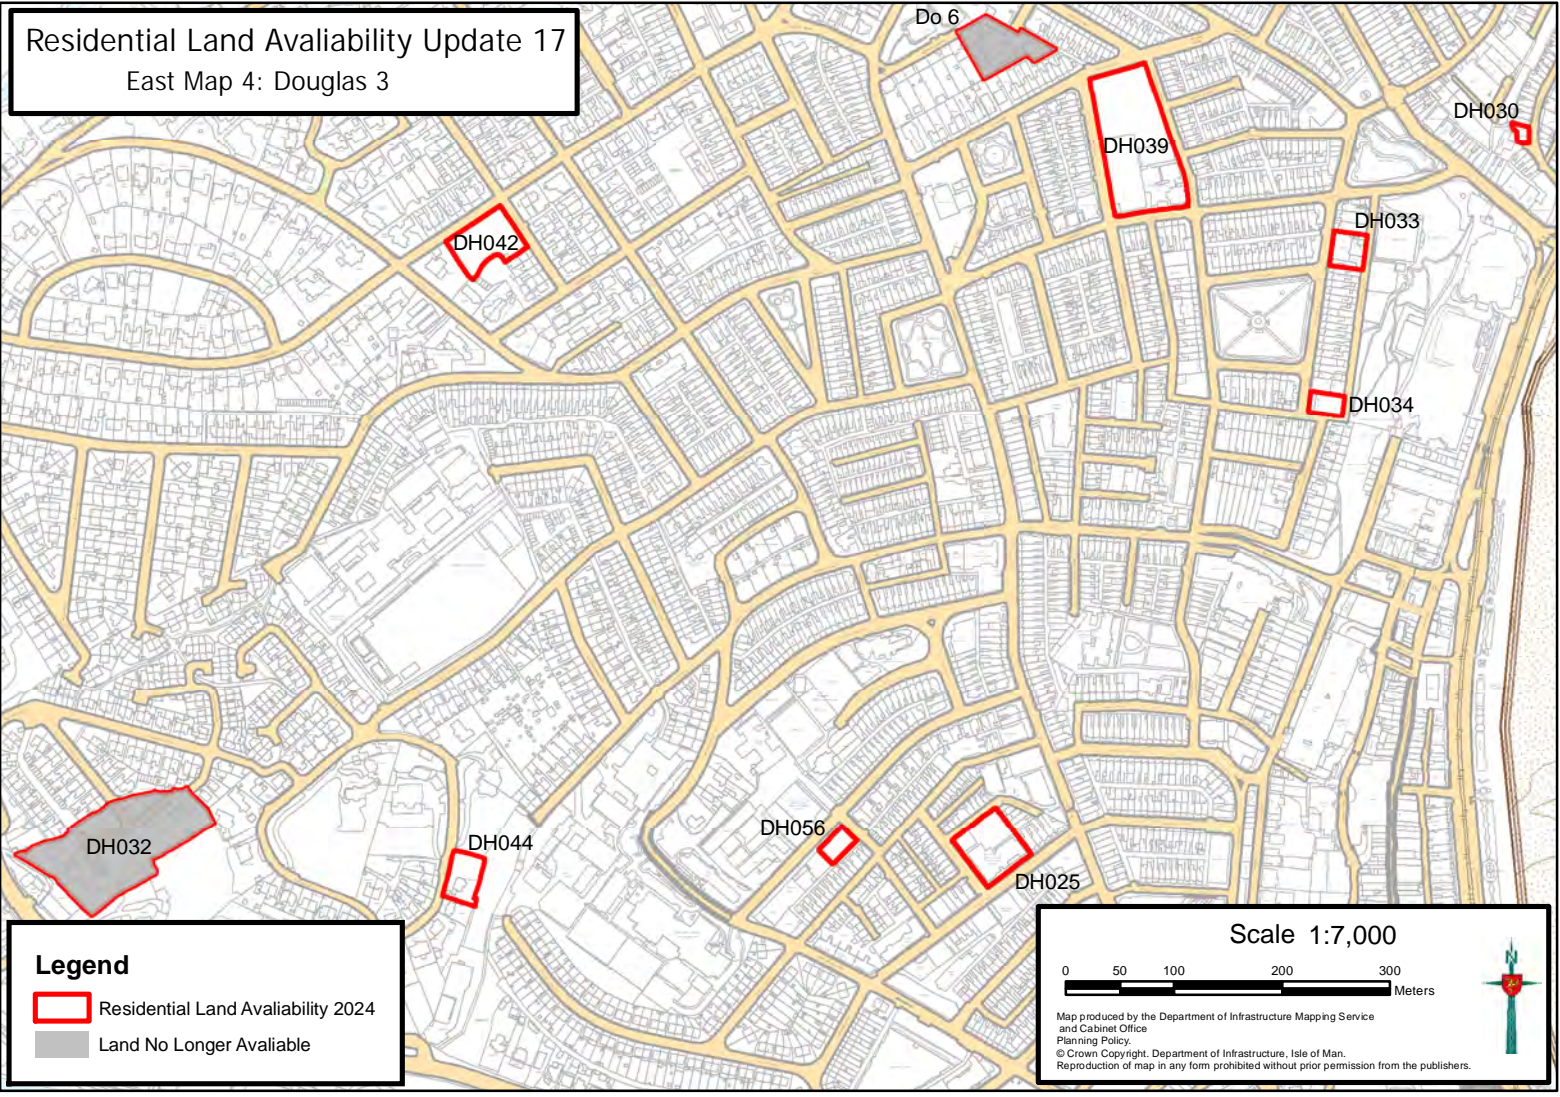 Residential Land Avaliability Update 17
East Map 4: Douglas 3
Do 6
DH030
DH039
DH033
DH042
DH034
DH032
DH044
DH056
DH025
Legend
Residential Land Avaliability 2024
Land No Longer Avaliable
Scale 1:7,000
0 50 100 200 300
Meters
N
Map produced by the Department of Infrastructure Mapping Service
and Cabinet Office
Planning Policy.
© Crown Copyright. Department of Infrastructure, Isle of Man.
Reproduction of map in any form prohibited without prior permission from the publishers.